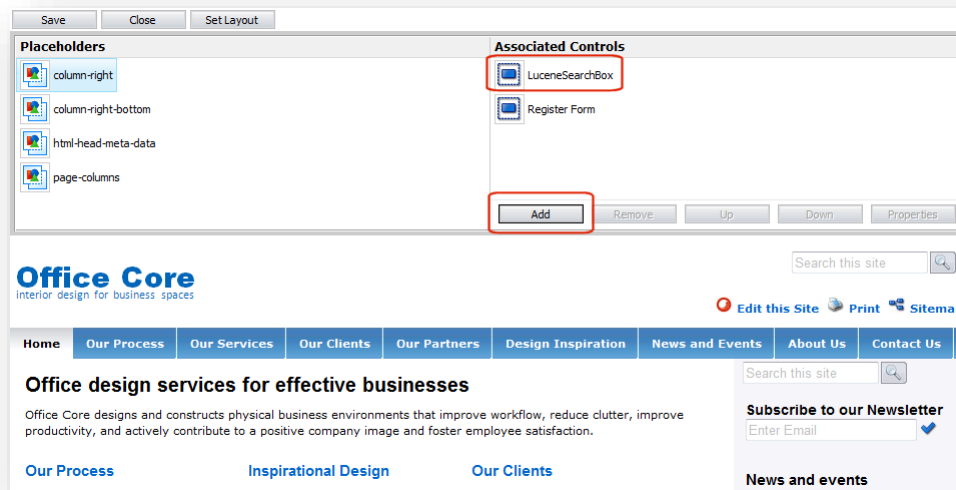 Save Close Set Layout
Placeholders Associated Controls
column-right LuceneSearchBox
column-right-bottom Register Form
html-head-meta-data
page-columns
Add Remove Up Down Properties
Search this site
Office Core
interior design for business spaces
Edit this Site Print Sitema
Home Our Process Our Services Our Clients Our Partners Design Inspiration News and Events About Us Contact Us
Search this site
Office design services for effective businesses
Subscribe to our Newsletter
Office Core designs and constructs physical business environments that improve workflow, reduce clutter, improve
productivity, and actively contribute to a positive company image and foster employee satisfaction.
Enter Email
Our Process Inspirational Design Our Clients
News and events